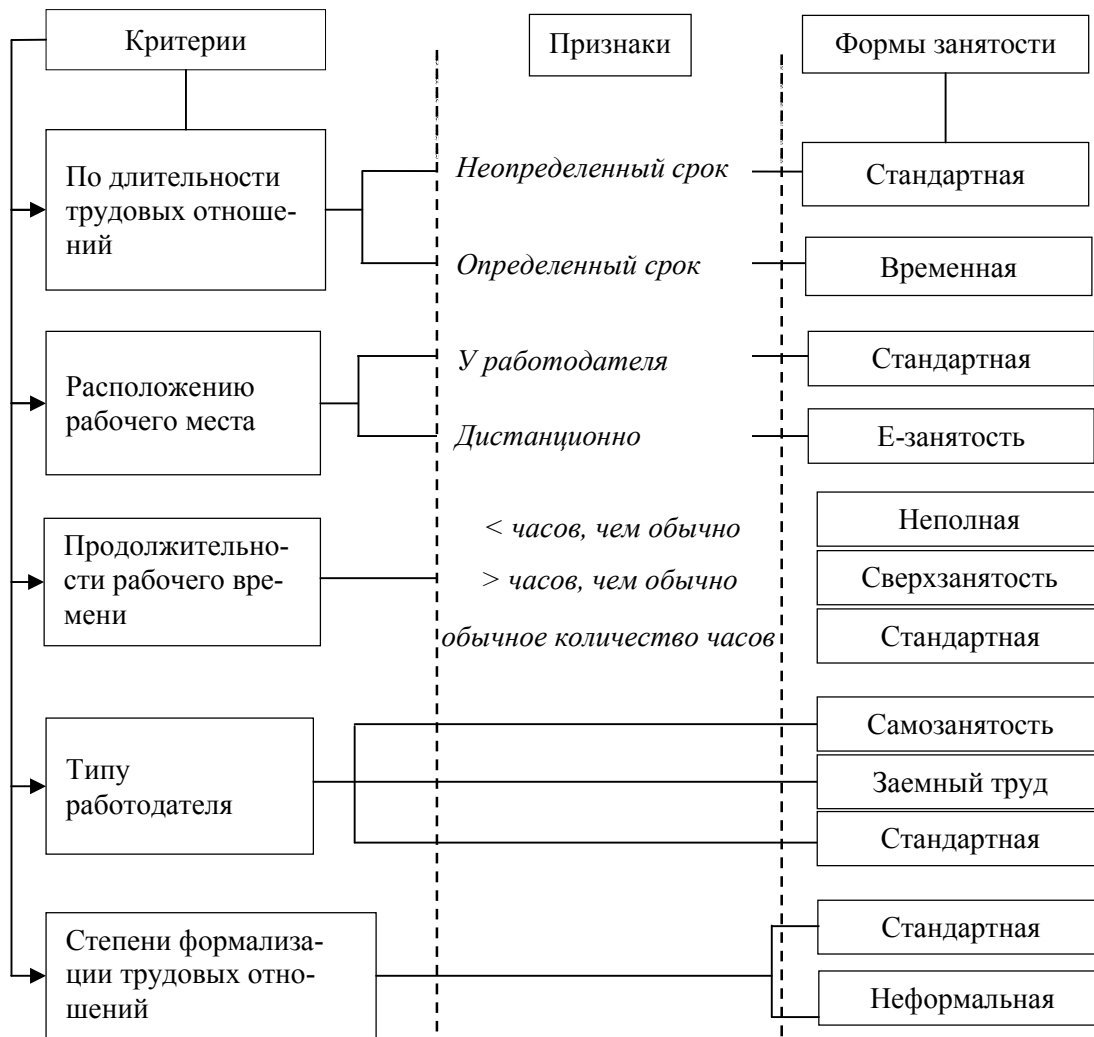 Критерии
Признаки
Формы занятости
По длительности
трудовых отноше-
ний
Неопределенный срок
Стандартная
Определенный срок
Временная
Расположению
рабочего места
У работодателя
Стандартная
Дистанционно
Е-занятость
Продолжительно-
сти рабочего вре-
мени
< часов, чем обычно
Неполная
> часов, чем обычно
Сверхзанятость
обычное количество часов
Стандартная
Типу
работодателя
Самозанятость
Заемный труд
Стандартная
Степени формализа-
ции трудовых отно-
шений
Стандартная
Неформальная